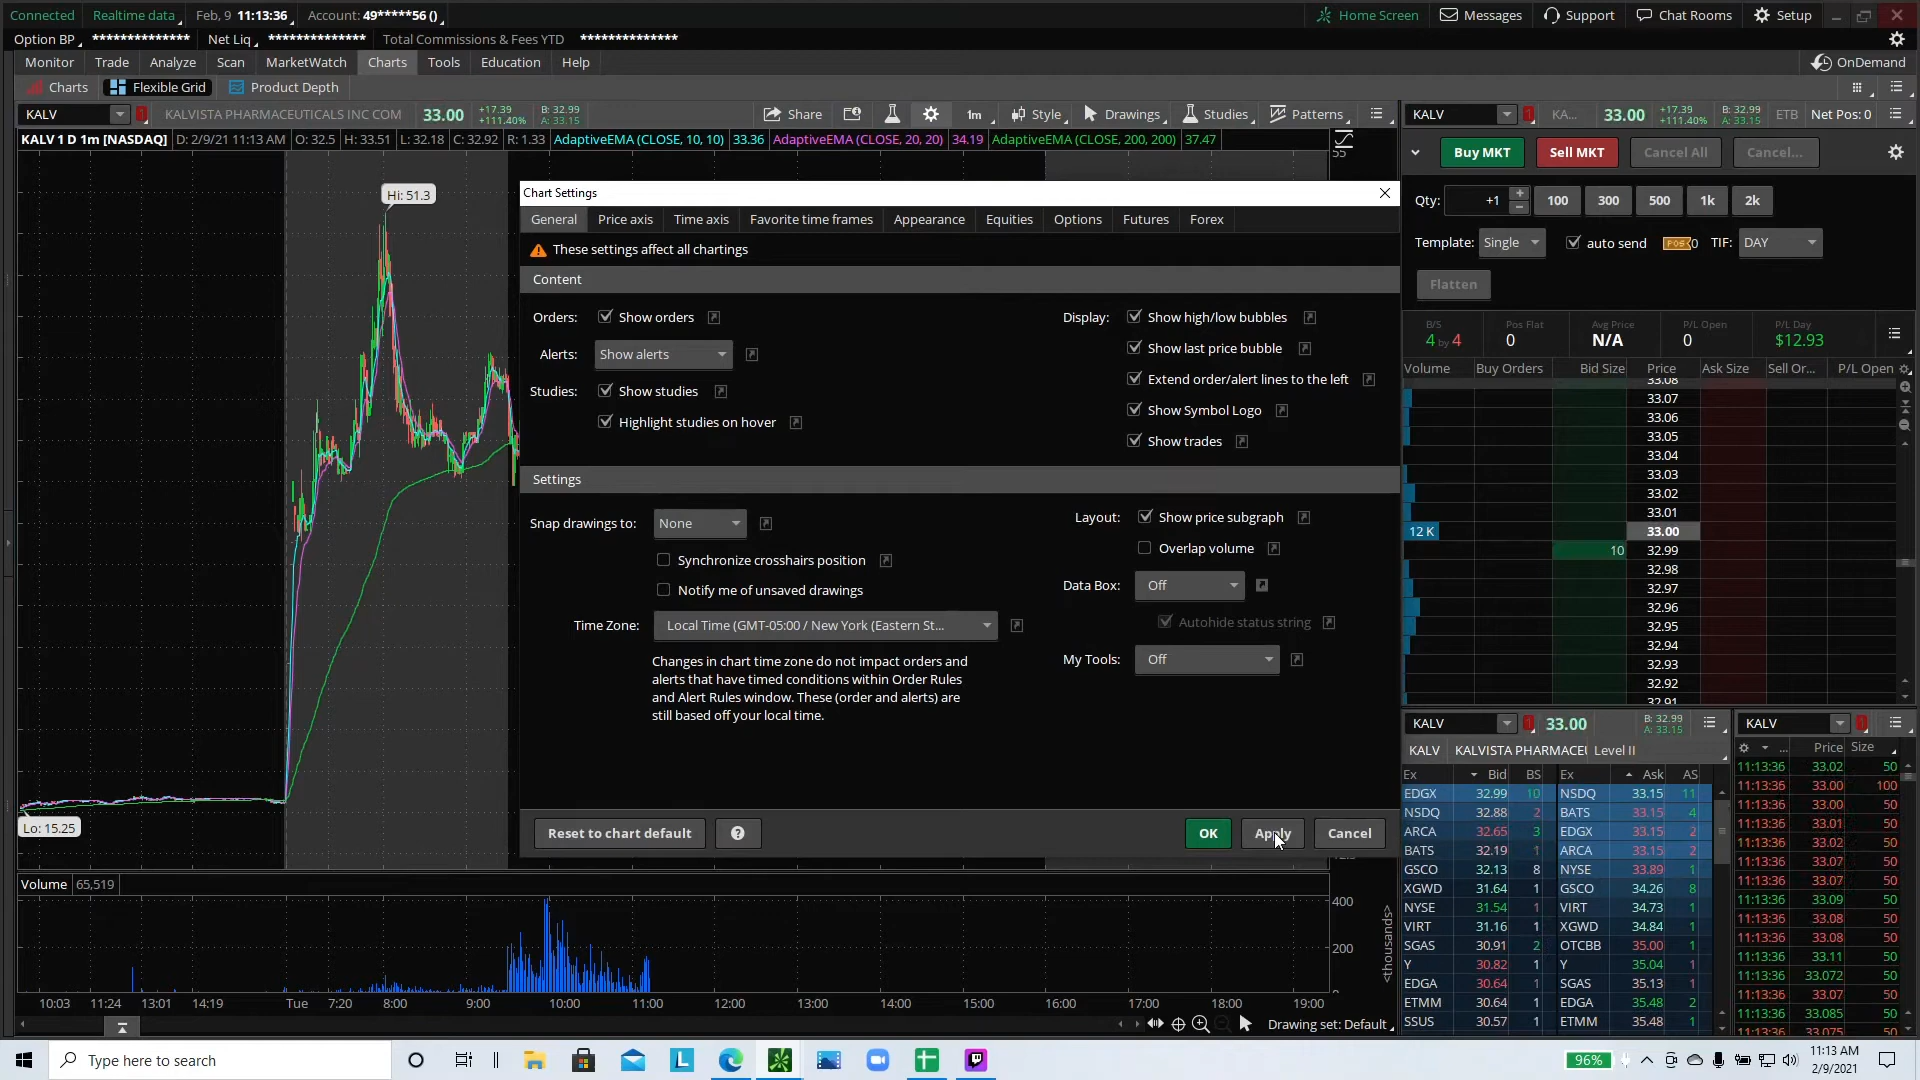 Connected Realtime data Feb, 9 11:13:36 Account: 49*****56 () Home Screen Messages Support Chat Rooms Setup
Option BP ************** Net Liq ************** Total Commissions & Fees YTD **************
Monitor Trade Analyze Scan MarketWatch Charts Tools Education Help OnDemand
Charts Flexible Grid Product Depth
KALV 1 KALVISTA PHARMACEUTICALS INC COM 33.00 +17.39 +111.40% B: 32.99 A: 33.15 Share 1m Style Drawings Studies Patterns
KALV 1 KA... 33.00 +17.39 +111.40% B: 32.99 A: 33.15 ETB Net Pos: 0
KALV 1 D 1m [NASDAQ] D: 2/9/21 11:13 AM O: 32.5 H: 33.51 L: 32.18 C: 32.92 R: 1.33 AdaptiveEMA (CLOSE, 10, 10) 33.36 AdaptiveEMA (CLOSE, 20, 20) 34.19 AdaptiveEMA (CLOSE, 200, 200) 37.47
55
Hi: 51.3
Lo: 15.25
Chart Settings
General Price axis Time axis Favorite time frames Appearance Equities Options Futures Forex
These settings affect all chartings
Content
Orders: Show orders
Alerts: Show alerts
Studies: Show studies
Highlight studies on hover
Display: Show high/low bubbles
Show last price bubble
Extend order/alert lines to the left
Show Symbol Logo
Show trades
Settings
Snap drawings to: None
Synchronize crosshairs position
Notify me of unsaved drawings
Time Zone: Local Time (GMT-05:00 / New York (Eastern St...
Changes in chart time zone do not impact orders and
alerts that have timed conditions within Order Rules
and Alert Rules window. These (order and alerts) are
still based off your local time.
Layout: Show price subgraph
Overlap volume
Data Box: Off
Autohide status string
My Tools: Off
Reset to chart default ? OK Apply Cancel
Volume 65,519
400
200
0
<thousands>
10:03 11:24 13:01 14:19 Tue 7:20 8:00 9:00 10:00 11:00 12:00 13:00 14:00 15:00 16:00 17:00 18:00 19:00
Drawing set: Default
Buy MKT Sell MKT Cancel All Cancel...
Qty: +1 100 300 500 1k 2k
Template: Single auto send POS 0 TIF: DAY
Flatten
B/S Pos Flat Avg Price P/L Open P/L Day
4 by 4 0 N/A 0 $12.93
Volume Buy Orders Bid Size Price Ask Size Sell Or... P/L Open
33.08
33.07
33.06
33.05
33.04
33.03
33.02
33.01
12 K 33.00
10 32.99
32.98
32.97
32.96
32.95
32.94
32.93
32.92
32.91
KALV 1 33.00 B: 32.99 A: 33.15
KALV KALVISTA PHARMACEU Level II
Ex Bid BS Ex Ask AS
EDGX 32.99 10 NSDQ 33.15 11
NSDQ 32.88 2 BATS 33.15 4
ARCA 32.65 3 EDGX 33.15 2
BATS 32.19 1 ARCA 33.15 2
GSCO 32.13 8 NYSE 33.89 1
XGWD 31.64 1 GSCO 34.26 8
NYSE 31.54 1 VIRT 34.73 1
VIRT 31.16 1 XGWD 34.84 1
SGAS 30.91 2 OTCBB 35.00 1
Y 30.82 1 Y 35.04 1
EDGA 30.64 1 SGAS 35.13 1
ETMM 30.64 1 EDGA 35.48 2
SSUS 30.57 1 ETMM 35.48 1
KALV 1
... Price Size
11:13:36 33.02 50
11:13:36 33.00 100
11:13:36 33.00 50
11:13:36 33.01 50
11:13:36 33.02 50
11:13:36 33.07 50
11:13:36 33.07 50
11:13:36 33.09 50
11:13:36 33.08 50
11:13:36 33.08 50
11:13:36 33.11 50
11:13:36 33.072 50
11:13:36 33.07 50
11:13:36 33.085 50
11:13:36 33.075 50
Type here to search
L
96%
11:13 AM
2/9/2021